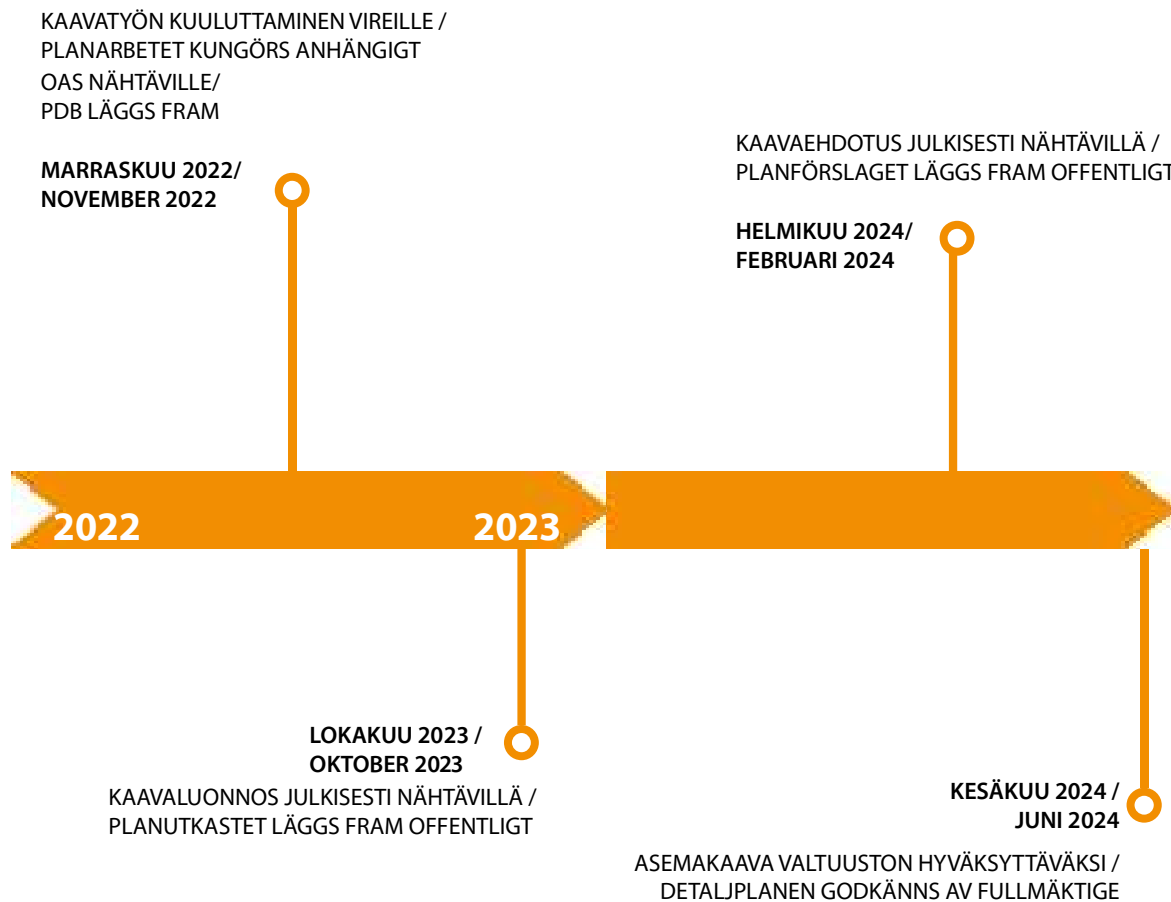 KAAVATYÖN KUULUTTAMINEN VIREILLE /
PLANARBETET KUNGÖRS ANHÄNGIGT
OAS NÄHTÄVILLE/
PDB LÄGGS FRAM
MARRASKUU 2022/
NOVEMBER 2022
KAAVAEHDOTUS JULKISESTI NÄHTÄVILLÄ /
PLANFÖRSLAGET LÄGGS FRAM OFFENTLIGT
HELMIKUU 2024/
FEBRUARI 2024
2022
2023
LOKAKUU 2023 /
OKTOBER 2023
KAAVALUONNOS JULKISESTI NÄHTÄVILLÄ /
PLANUTKASTET LÄGGS FRAM OFFENTLIGT
KESÄKUU 2024 /
JUNI 2024
ASEMAKAAVA VALTUUSTON HYVÄKSYTTÄVÄKSI /
DETALJPLANEN GODKÄNNS AV FULLMÄKTIGE